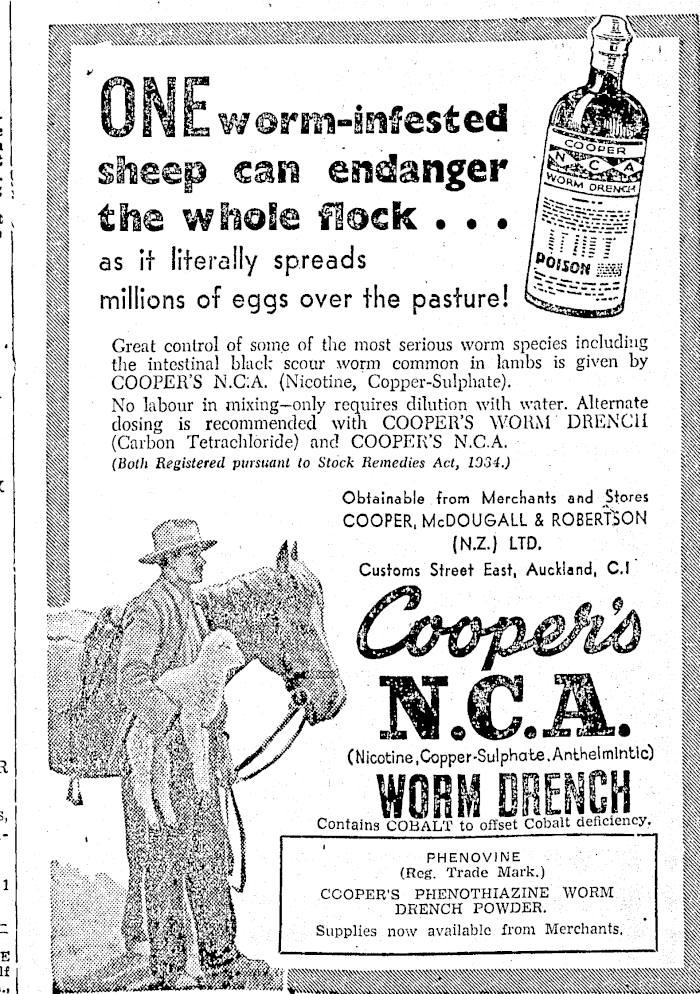 ONE worm-infested
sheep can endanger
the whole flock . . .
as it literally spreads
millions of eggs over the pasture!
COOPER
N C A
WORM DRENCH
POISON
Great control of some of the most serious worm species including
the intestinal black scour worm common in lambs is given by
COOPER'S N.C.A. (Nicotine, Copper-Sulphate).
No labour in mixing—only requires dilution with water. Alternate
dosing is recommended with COOPER'S WORM DRENCH
(Carbon Tetrachloride) and COOPER'S N.C.A.
(Both Registered pursuant to Stock Remedies Act, 1934.)
Obtainable from Merchants and Stores
COOPER, McDOUGALL & ROBERTSON
(N.Z.) LTD.
Customs Street East, Auckland, C.1
Cooper's
N.C.A.
(Nicotine, Copper-Sulphate, Anthelmintic)
WORM DRENCH
Contains COBALT to offset Cobalt deficiency.
PHENOVINE
(Reg. Trade Mark.)
COOPER'S PHENOTHIAZINE WORM
DRENCH POWDER.
Supplies now available from Merchants.